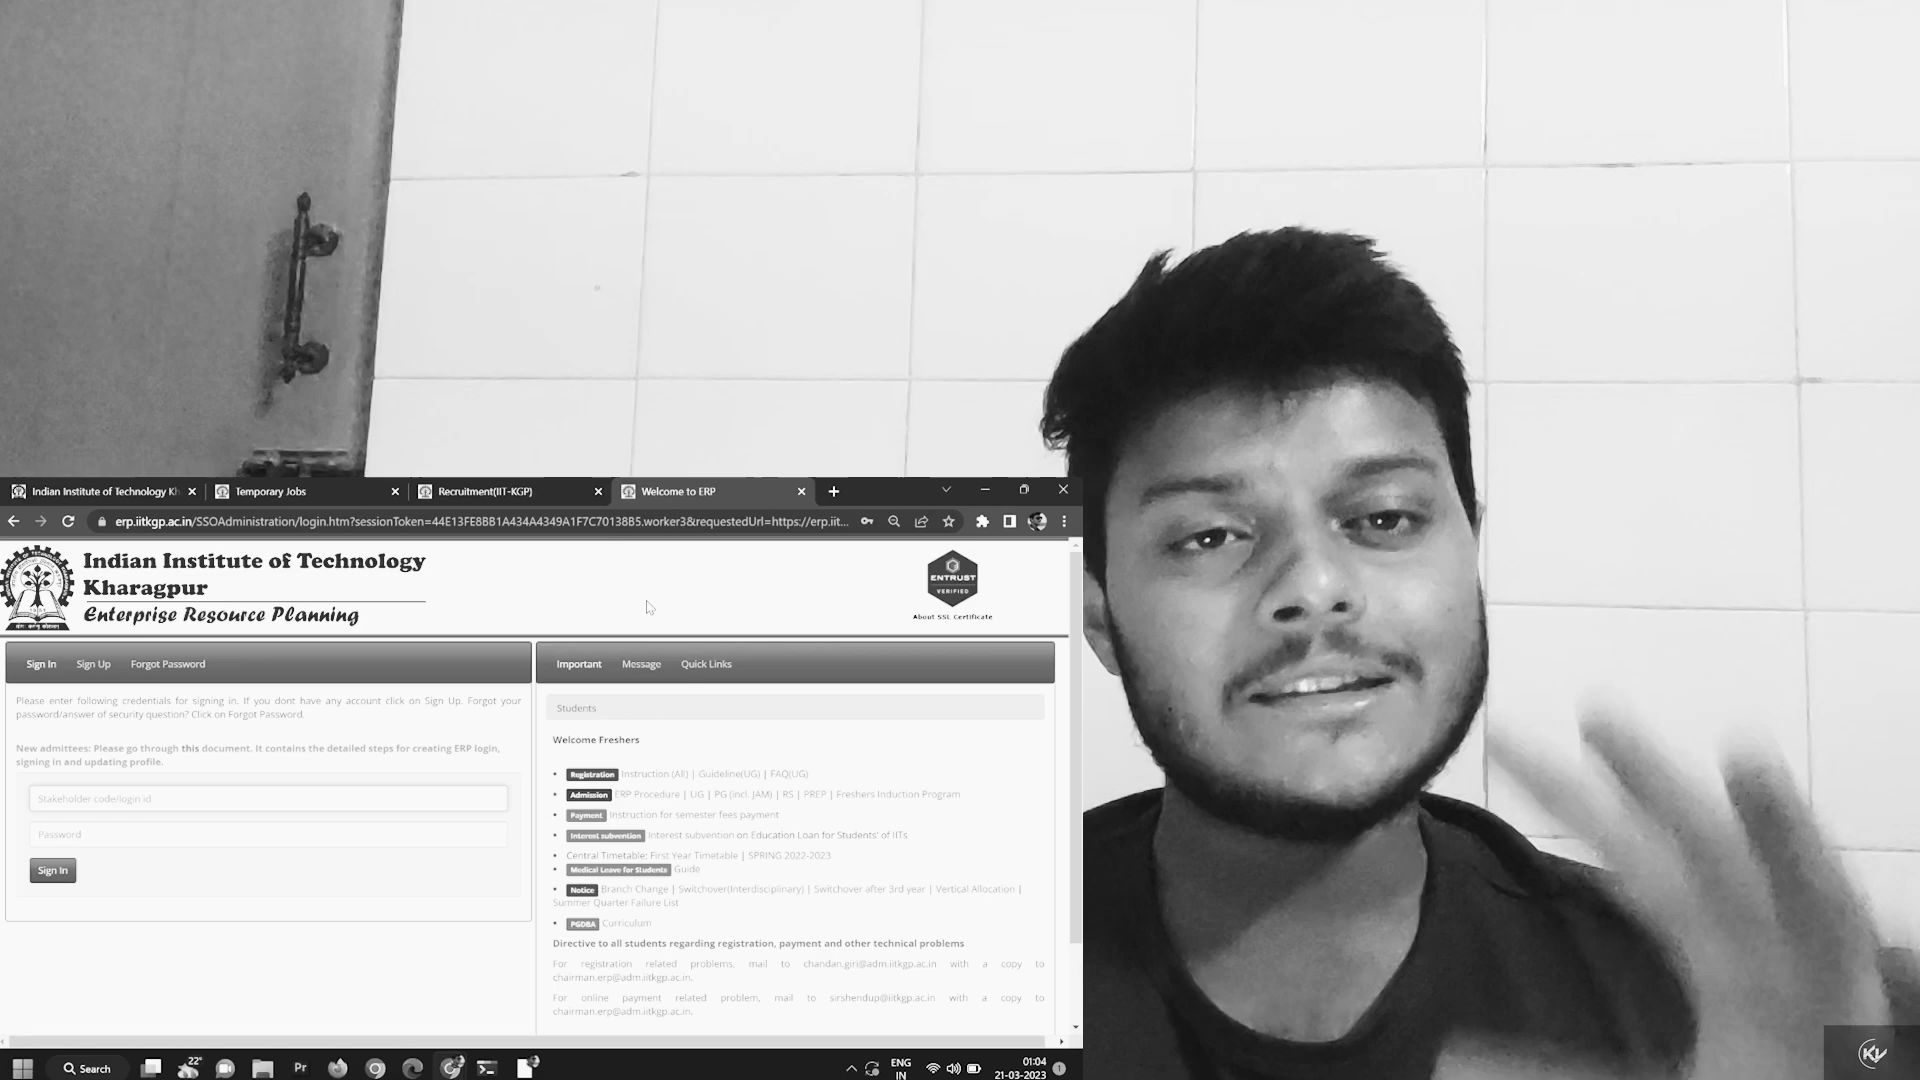 Indian Institute of Technology Kh
Temporary Jobs
Recruitment(IIT-KGP)
Welcome to ERP
erp.iitkgp.ac.in/SSOAdministration/login.htm?sessionToken=44E13FE8BB1A434A4349A1F7C70138B5.worker3&requestedUrl=https://erp.iit...
Indian Institute of Technology
Kharagpur
Enterprise Resource Planning
ENTRUST
VERIFIED
About SSL Certificate
Sign In Sign Up Forgot Password
Please enter following credentials for signing in. If you dont have any account click on Sign Up. Forgot your
password/answer of security question? Click on Forgot Password.
New admittees: Please go through this document. It contains the detailed steps for creating ERP login,
signing in and updating profile.
Stakeholder code/login id
Password
Sign In
Important Message Quick Links
Students
Welcome Freshers
Registration Instruction (All) | Guideline(UG) | FAQ(UG)
Admission ERP Procedure | UG | PG (incl. JAM) | RS | PREP | Freshers Induction Program
Payment Instruction for semester fees payment
Interest subvention Interest subvention on Education Loan for Students' of IITs
Central Timetable: First Year Timetable | SPRING 2022-2023
Medical Leave for Students Guide
Notice Branch Change | Switchover(Interdisciplinary) | Switchover after 3rd year | Vertical Allocation |
Summer Quarter Failure List
PGDBA Curriculum
Directive to all students regarding registration, payment and other technical problems
For registration related problems, mail to chandan.giri@adm.iitkgp.ac.in with a copy to
chairman.erp@adm.iitkgp.ac.in.
For online payment related problem, mail to sirshendup@iitkgp.ac.in with a copy to
chairman.erp@adm.iitkgp.ac.in.
Search
22°
Pr
ENG
IN
01:04
21-03-2023
1
KV